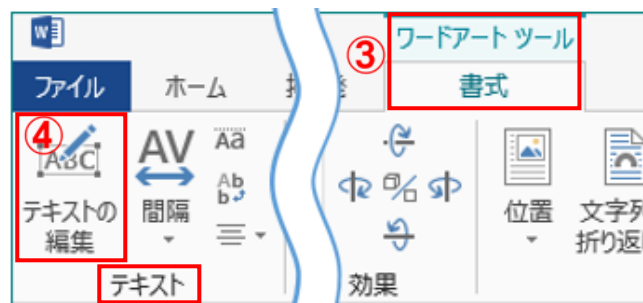 W
③ ワードアート ツール
ファイル ホーム 書式
④
ABC AV Aä
Ab
b
テキストの 間隔 位置 文字列
編集 折り返
テキスト 効果